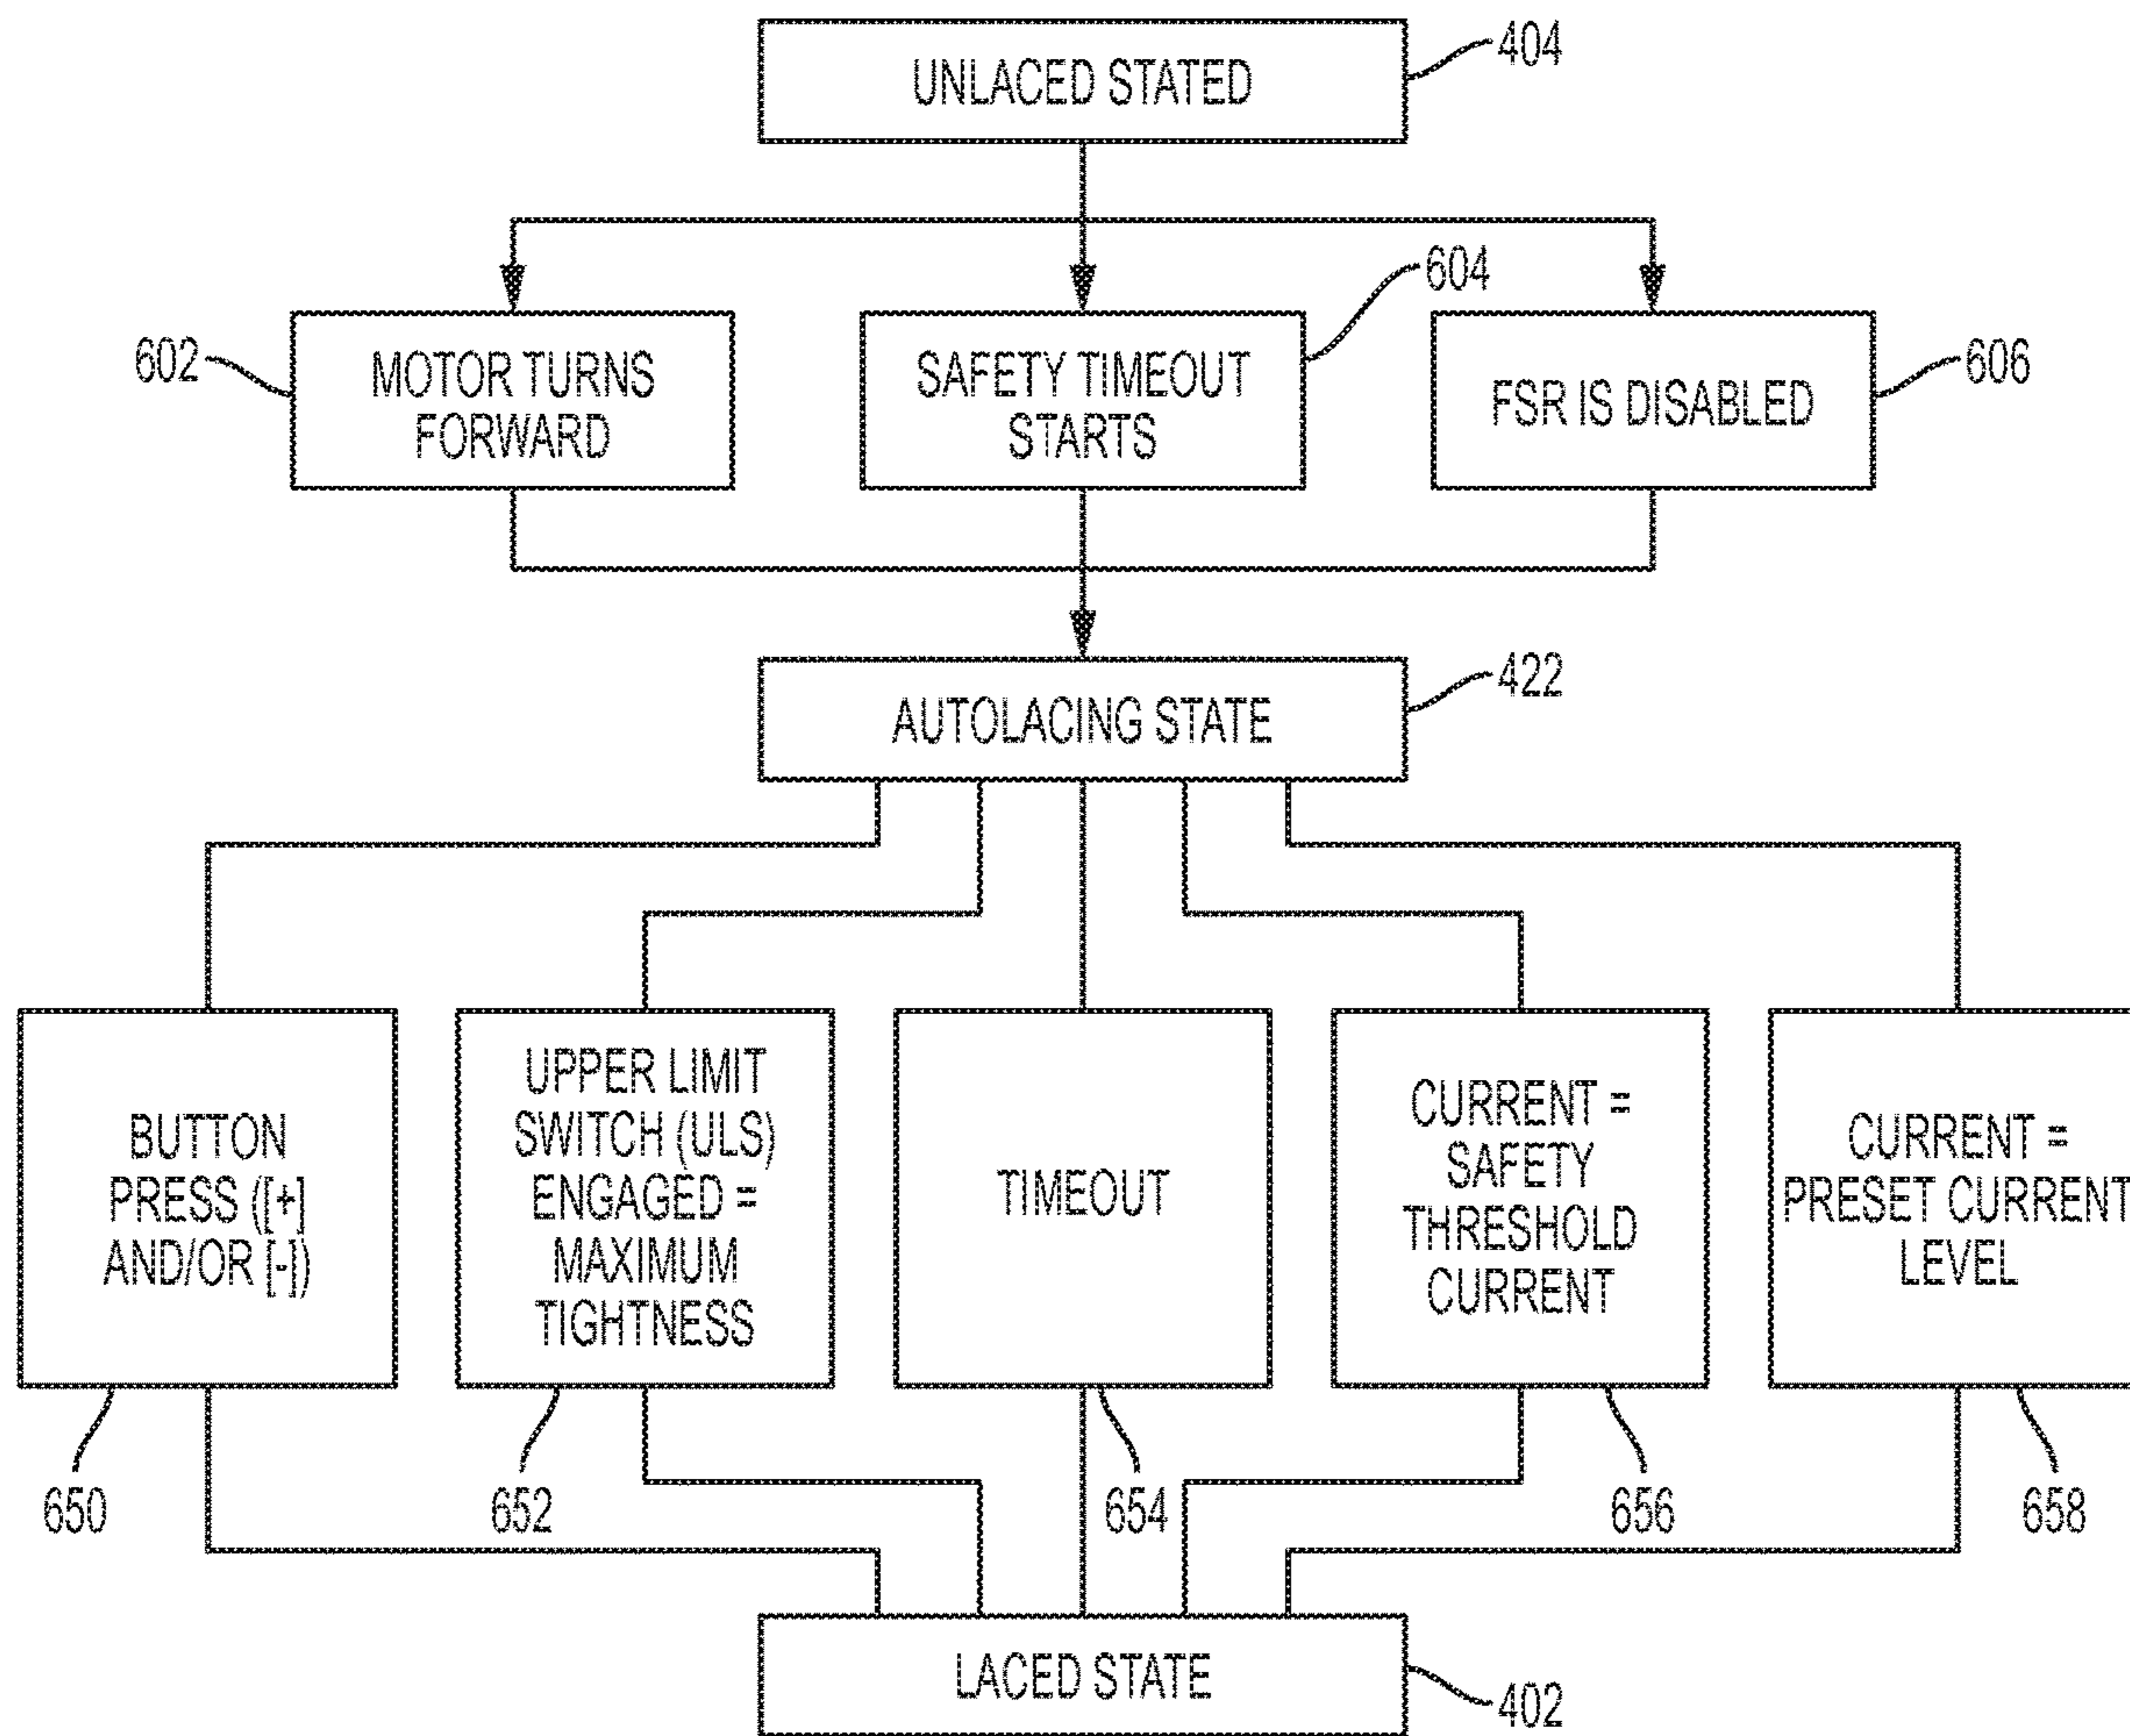 UNLACED STATED
404
602
MOTOR TURNS
FORWARD
SAFETY TIMEOUT
STARTS
604
FSR IS DISABLED
606
AUTOLACING STATE
422
BUTTON
PRESS ([+]
AND/OR [-])
650
UPPER LIMIT
SWITCH (ULS)
ENGAGED =
MAXIMUM
TIGHTNESS
652
TIMEOUT
654
CURRENT =
SAFETY
THRESHOLD
CURRENT
656
CURRENT =
PRESET CURRENT
LEVEL
658
LACED STATE
402